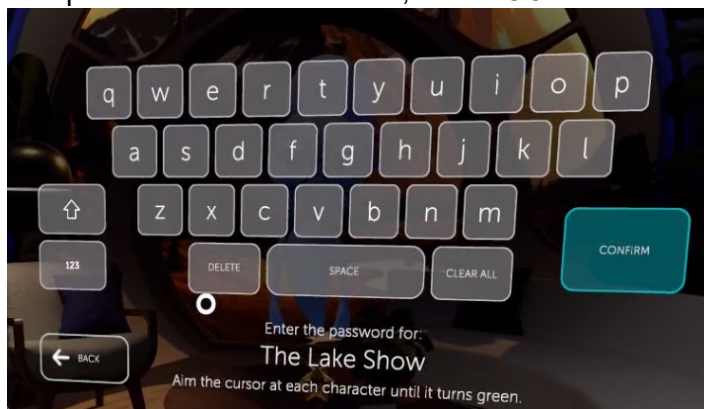 q w e r t y u i o p
a s d f g h j k l
z x c v b n m
CONFIRM
123
DELETE
SPACE
CLEAR ALL
Enter the password for:
BACK
The Lake Show
Aim the cursor at each character until it turns green.